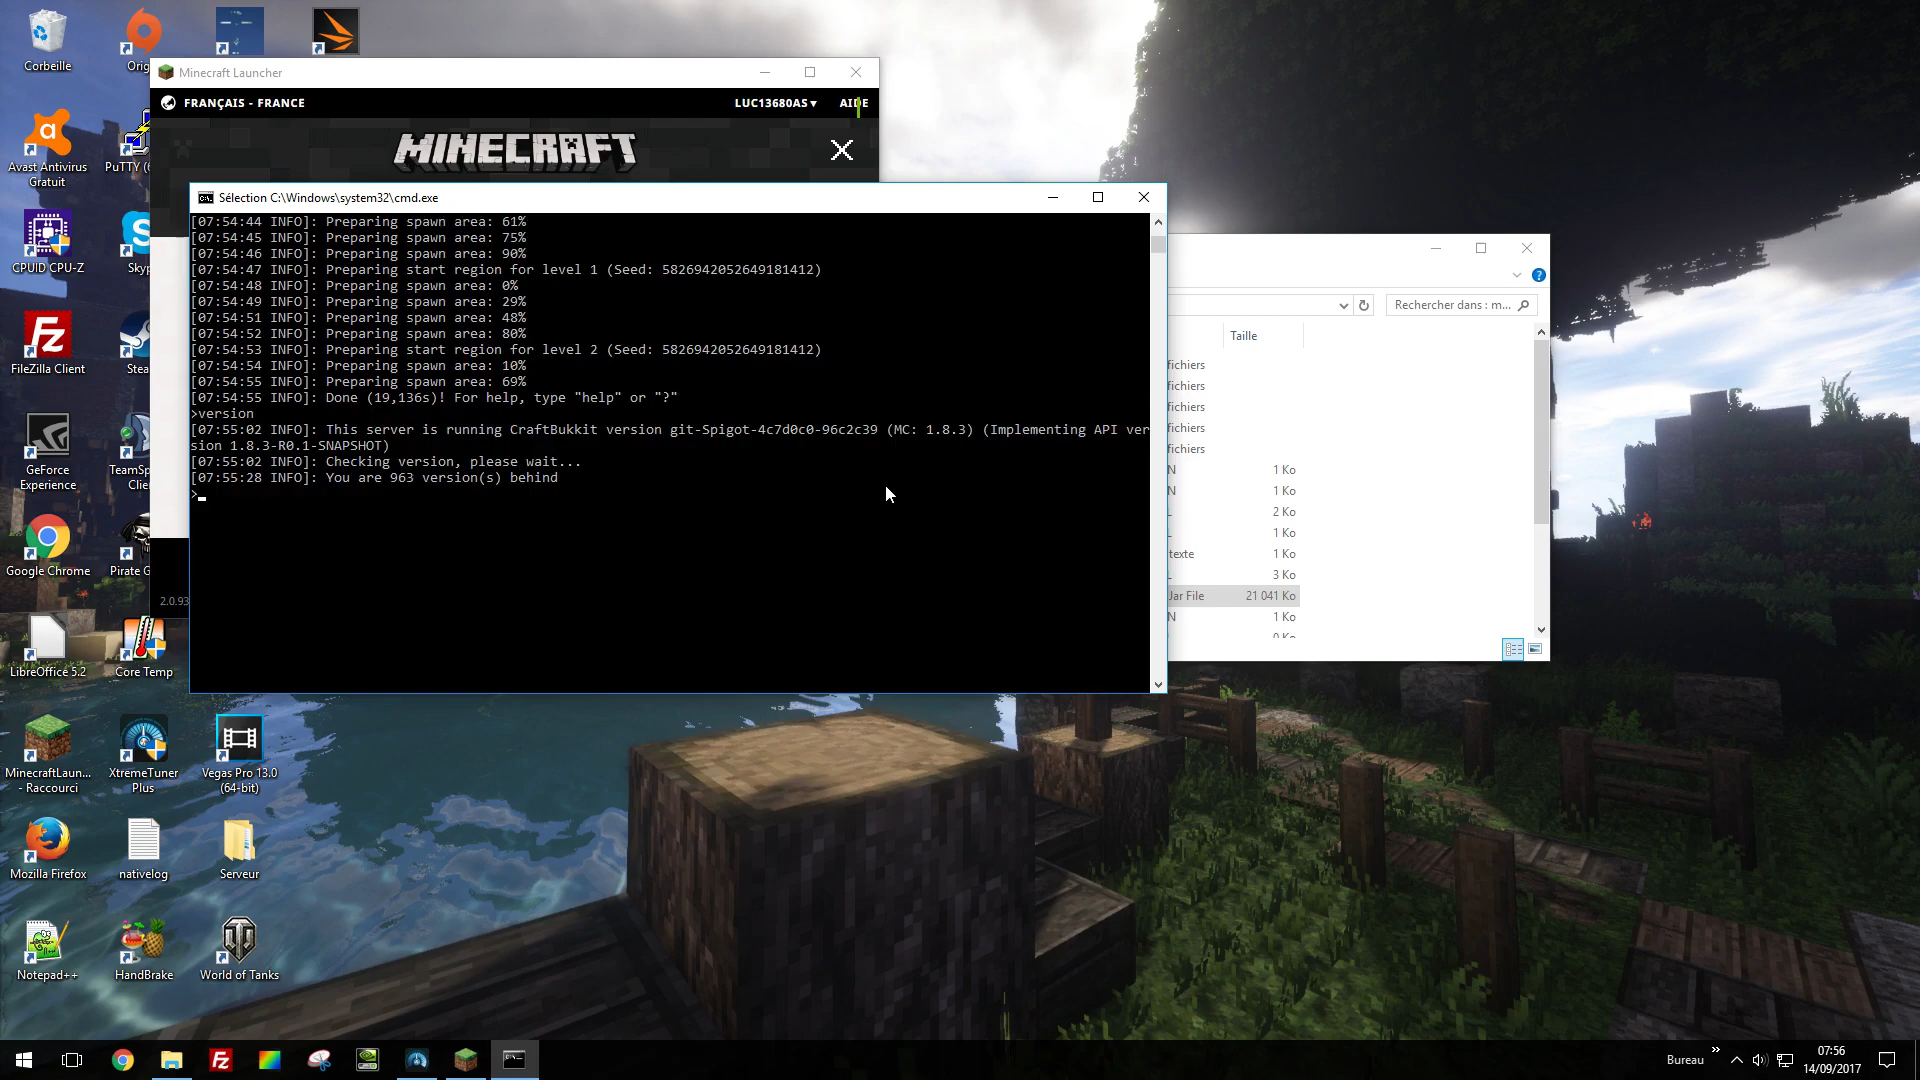 Corbeille
Orig
Avast Antivirus
Gratuit
PuTTY (6
CPUID CPU-Z
Skyp
FileZilla Client
Stea
GeForce
Experience
TeamSp
Clie
Google Chrome
Pirate G
LibreOffice 5.2
Core Temp
MinecraftLaun...
- Raccourci
XtremeTuner
Plus
Vegas Pro 13.0
(64-bit)
Mozilla Firefox
nativelog
Serveur
Notepad++
HandBrake
World of Tanks
Minecraft Launcher
FRANÇAIS - FRANCE
LUC13680AS
AIDE
MINECRAFT
2.0.93
Sélection C:\Windows\system32\cmd.exe
[07:54:44 INFO]: Preparing spawn area: 61%
[07:54:45 INFO]: Preparing spawn area: 75%
[07:54:46 INFO]: Preparing spawn area: 90%
[07:54:47 INFO]: Preparing start region for level 1 (Seed: 5826942052649181412)
[07:54:48 INFO]: Preparing spawn area: 0%
[07:54:49 INFO]: Preparing spawn area: 29%
[07:54:51 INFO]: Preparing spawn area: 48%
[07:54:52 INFO]: Preparing spawn area: 80%
[07:54:53 INFO]: Preparing start region for level 2 (Seed: 5826942052649181412)
[07:54:54 INFO]: Preparing spawn area: 10%
[07:54:55 INFO]: Preparing spawn area: 69%
[07:54:55 INFO]: Done (19,136s)! For help, type "help" or "?"
>version
[07:55:02 INFO]: This server is running CraftBukkit version git-Spigot-4c7d0c0-96c2c39 (MC: 1.8.3) (Implementing API ver
sion 1.8.3-R0.1-SNAPSHOT)
[07:55:02 INFO]: Checking version, please wait...
[07:55:28 INFO]: You are 963 version(s) behind
>
Rechercher dans : m...
Taille
fichiers
fichiers
fichiers
fichiers
fichiers
N 1 Ko
N 1 Ko
L 2 Ko
L 1 Ko
texte 1 Ko
L 3 Ko
Jar File 21 041 Ko
N 1 Ko
0 Ko
Bureau
07:56
14/09/2017